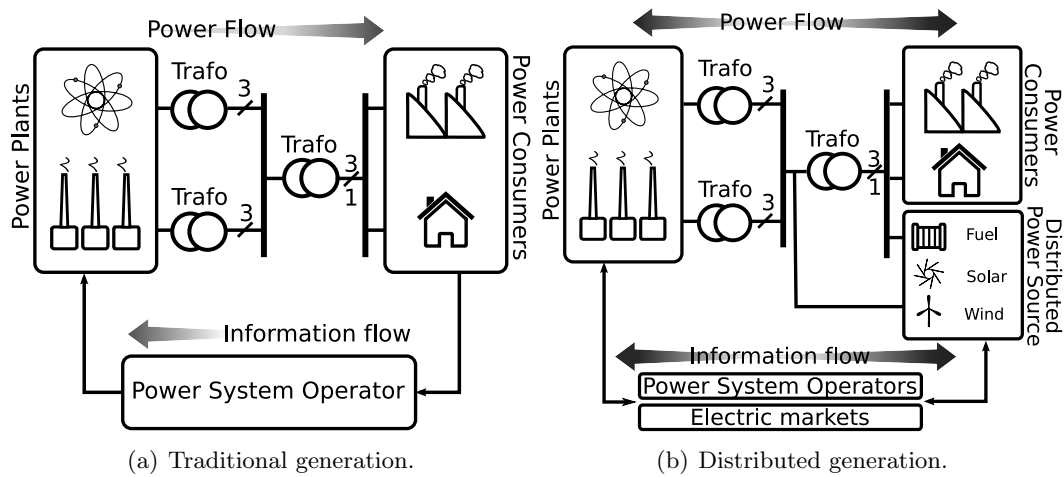 Power Flow
Power Plants
Trafo
3
Trafo
3
Trafo
3
1
Power Consumers
Information flow
Power System Operator
(a) Traditional generation.
Power Flow
Power Plants
Trafo
3
Trafo
3
Trafo
3
1
Power
Consumers
Distributed
Power Source
Fuel
Solar
Wind
Information flow
Power System Operators
Electric markets
(b) Distributed generation.